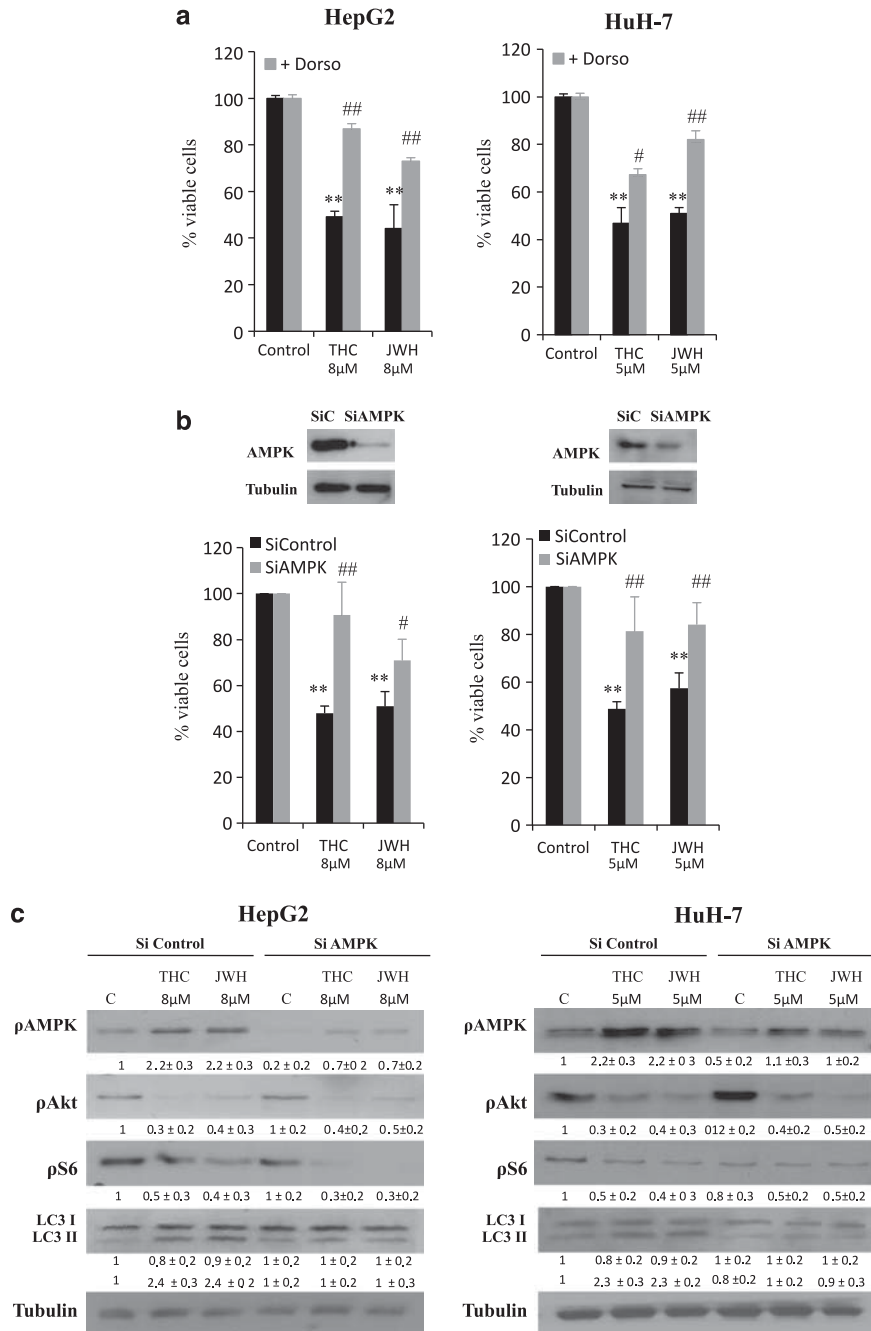 a
HepG2
HuH-7
120
100
80
60
40
20
0
% viable cells
+ Dorso
**
##
**
##
Control
THC
8µM
JWH
8µM
120
100
80
60
40
20
0
% viable cells
+ Dorso
**
#
**
##
Control
THC
5µM
JWH
5µM
b
SiC SiAMPK
AMPK
Tubulin
SiC SiAMPK
AMPK
Tubulin
120
100
80
60
40
20
0
% viable cells
SiControl
SiAMPK
**
##
**
#
Control
THC
8µM
JWH
8µM
120
100
80
60
40
20
0
% viable cells
SiControl
SiAMPK
**
##
**
##
Control
THC
5µM
JWH
5µM
c
HepG2
Si Control Si AMPK
THC JWH THC JWH
C 8µM 8µM C 8µM 8µM
ρAMPK
1 2.2± 0.3 2.2 ± 0.3 0.2 ± 0.2 0.7±0 2 0.7±0.2
ρAkt
1 0.3 ± 0.2 0.4 ± 0.3 1 ± 0.2 0.4±0.2 0.5±0.2
ρS6
1 0.5 ± 0.3 0.4± 0.3 1 ± 0.2 0.3±0.2 0.3±0.2
LC3 I
LC3 II
1 0.8 ± 0.2 0.9 ± 0.2 1 ± 0.2 1 ± 0.2 1 ± 0.2
1 2.4 ± 0.3 2.4 ± 0 2 1 ± 0.2 1 ± 0.2 1 ± 0.3
Tubulin
HuH-7
Si Control Si AMPK
THC JWH THC JWH
C 5µM 5µM C 5µM 5µM
ρAMPK
1 2.2± 0.3 2.2 ± 0 3 0.5 ± 0.2 1.1±0.3 1 ±0.2
ρAkt
1 0.3 ± 0.2 0.4 ± 0.3 012 ± 0.2 0.4±0.2 0.5±0.2
ρS6
1 0.5 ± 0.2 0.4 ± 0 3 0.8 ± 0.3 0.5±0.2 0.5±0.2
LC3 I
LC3 II
1 0.8 ± 0.2 0.9 ± 0.2 1 ± 0.2 1 ± 0.2 1 ± 0.2
1 2.3 ± 0.3 2.3 ± 0.2 0.8 ±0.2 1 ± 0.2 0.9 ± 0.3
Tubulin